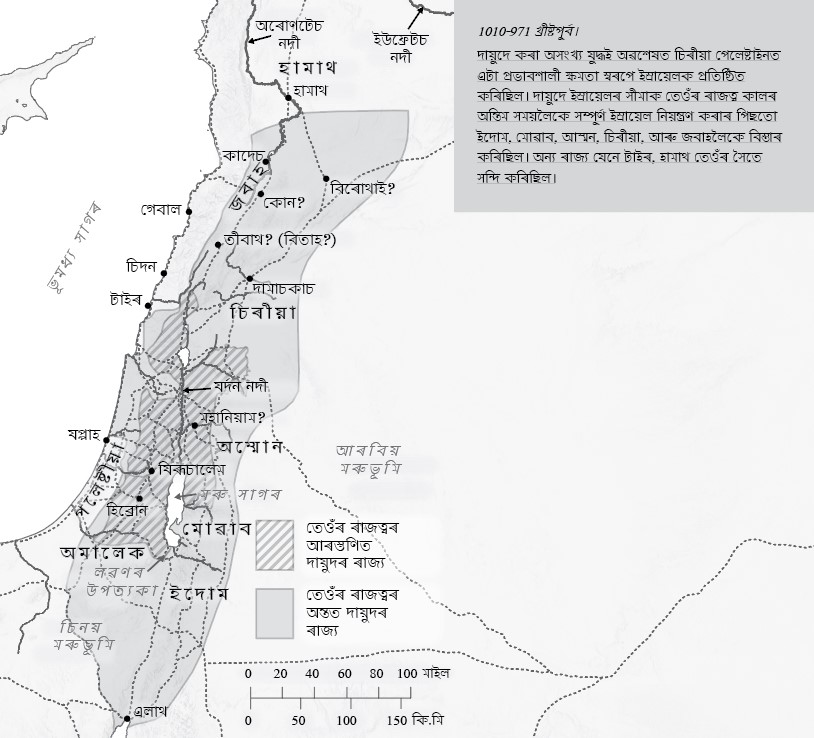 1010-971 খ্ৰীষ্টপূৰ্ব।
দায়ুদে কৰা অসংখ্য যুদ্ধই অৱশেষত চিৰীয়া পেলেষ্টাইনত
এটা প্ৰভাৱশালী ক্ষমতা স্বৰূপে ইস্ৰায়েলক প্ৰতিষ্ঠিত
কৰিছিল। দায়ুদে ইস্ৰায়েলৰ সীমাক তেওঁৰ ৰাজত্ব কালৰ
অন্তিম সময়লৈকে সম্পূৰ্ণ ইস্ৰায়েল নিয়ন্ত্ৰণ কৰাৰ পিছতো
ইদোম, মোৱাব, আম্মন, চিৰীয়া, আৰু জবাহলৈকে বিস্তাৰ
কৰিছিল। অন্য ৰাজ্য যেনে টাইৰ, হামাথ তেওঁৰ সৈতে
সন্দি কৰিছিল।
অৰোণটেচ
নদী
ইউফ্ৰেটচ
নদী
হামাথ
হামাথ
কাদেচ
জবাহ
বিৰোথাই?
কোন?
গেবাল
তীবাথ? (বিতাহ?)
ভুমধ্য সাগৰ
চিদন
দামাচকাচ
টাইৰ
চিৰীয়া
যৰ্দন নদী
মহানিয়াম?
যপ্লাহ
অম্মোন
আৰবিয়
মৰুভূমি
পলেষ্টীয়া
যিৰূচালেম
মৰু সাগৰ
হিব্ৰোন
মোৱাব
অমালেক
লৱণৰ
উপত্যকা
ইদোম
চিনয়
মৰুভূমি
এলাথ
তেওঁৰ ৰাজত্বৰ
আৰম্ভণিত
দায়ুদৰ ৰাজ্য
তেওঁৰ ৰাজত্বৰ
অন্তত দায়ুদৰ
ৰাজ্য
0 20 40 60 80 100 মাইল
0 50 100 150 কি.মি